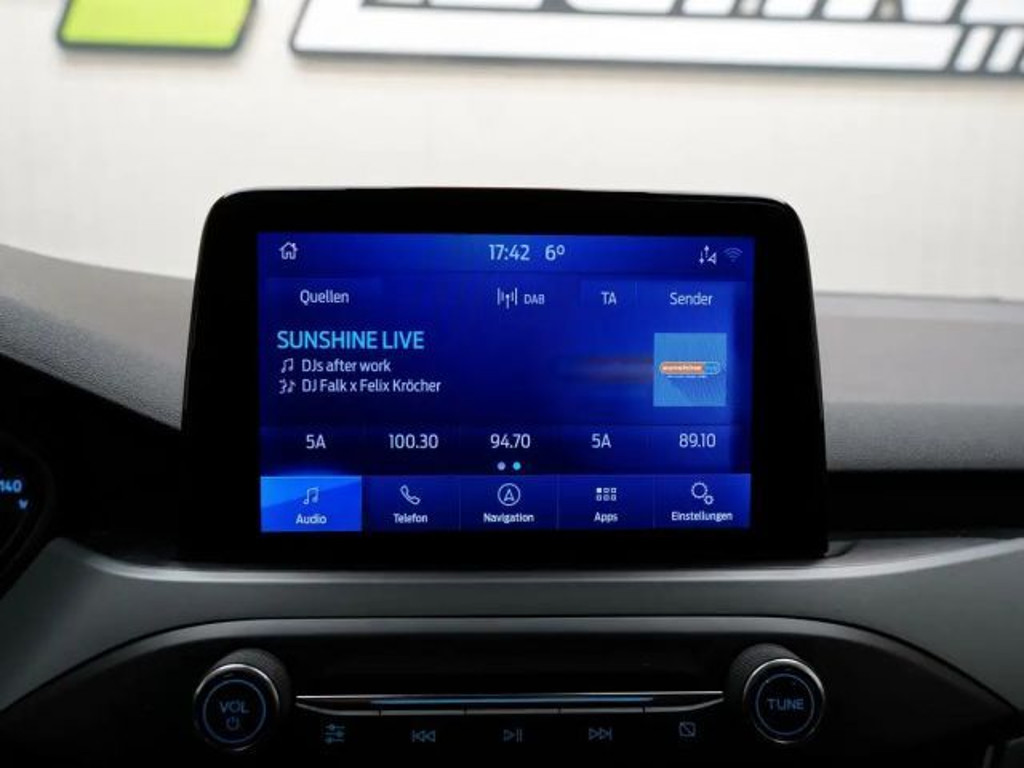 17:42 6°
Quellen DAB TA Sender
SUNSHINE LIVE
DJs after work
DJ Falk x Felix Kröcher
5A 100.30 94.70 5A 89.10
140
Audio Telefon Navigation Apps Einstellungen
VOL TUNE